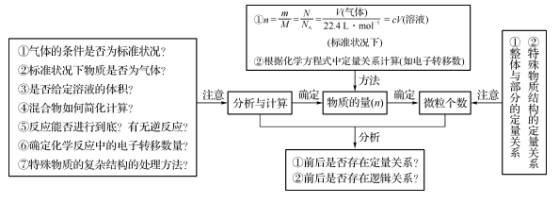 ①n=m/M=N/N_A=V(气体)/22.4 L·mol⁻¹=cV(溶液)
(标准状况下)
②根据化学方程式中定量关系计算(如电子转移数)
①气体的条件是否为标准状况?
②标准状况下物质是否为气体?
③是否给定溶液的体积?
④混合物如何简化计算?
⑤反应能否进行到底?有无逆反应?
⑥确定化学反应中的电子转移数量?
⑦特殊物质的复杂结构的处理方法?
注意
分析与计算
确定
方法
物质的量(n)
确定
微粒个数
注意
②特殊物质结构的定量关系
①整体与部分的定量关系
分析
①前后是否存在定量关系?
②前后是否存在逻辑关系?